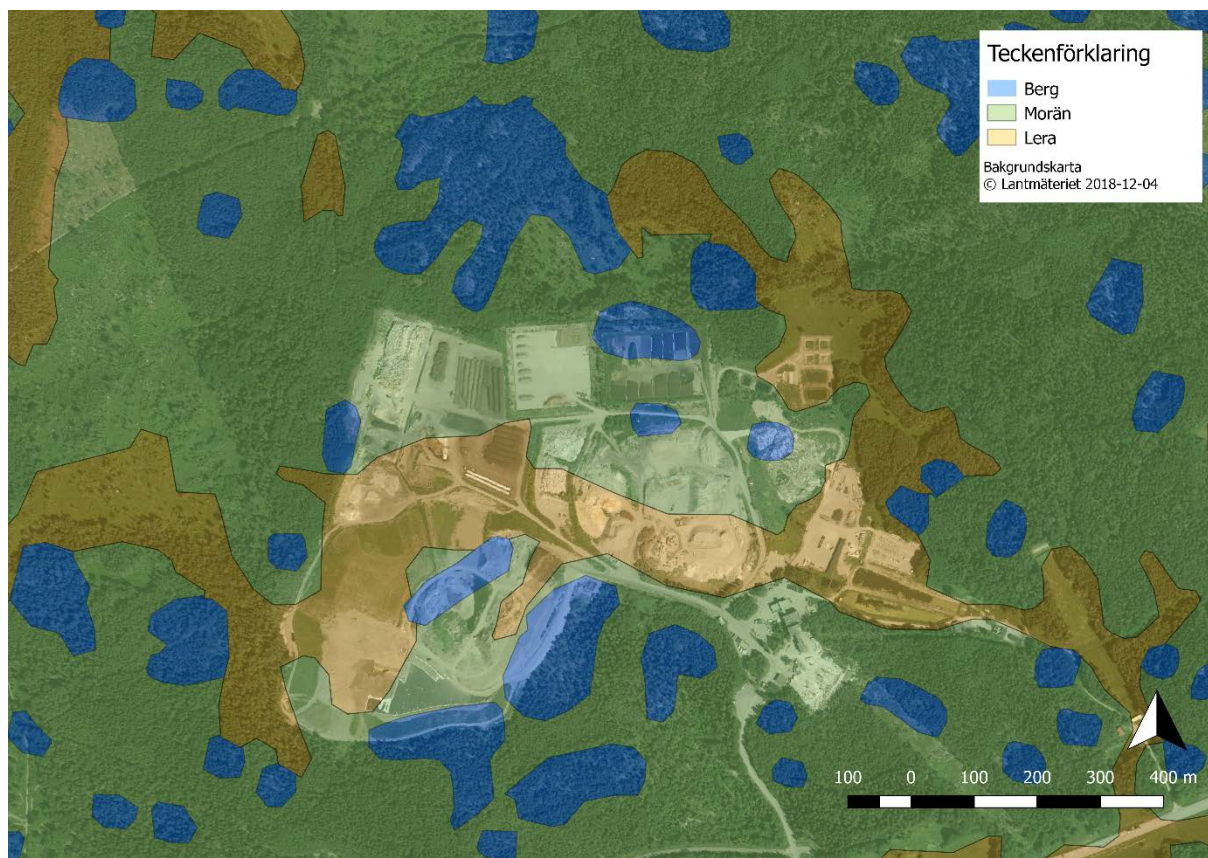 Teckenförklaring
Berg
Morän
Lera
Bakgrundskarta
© Lantmäteriet 2018-12-04
100 0 100 200 300 400 m